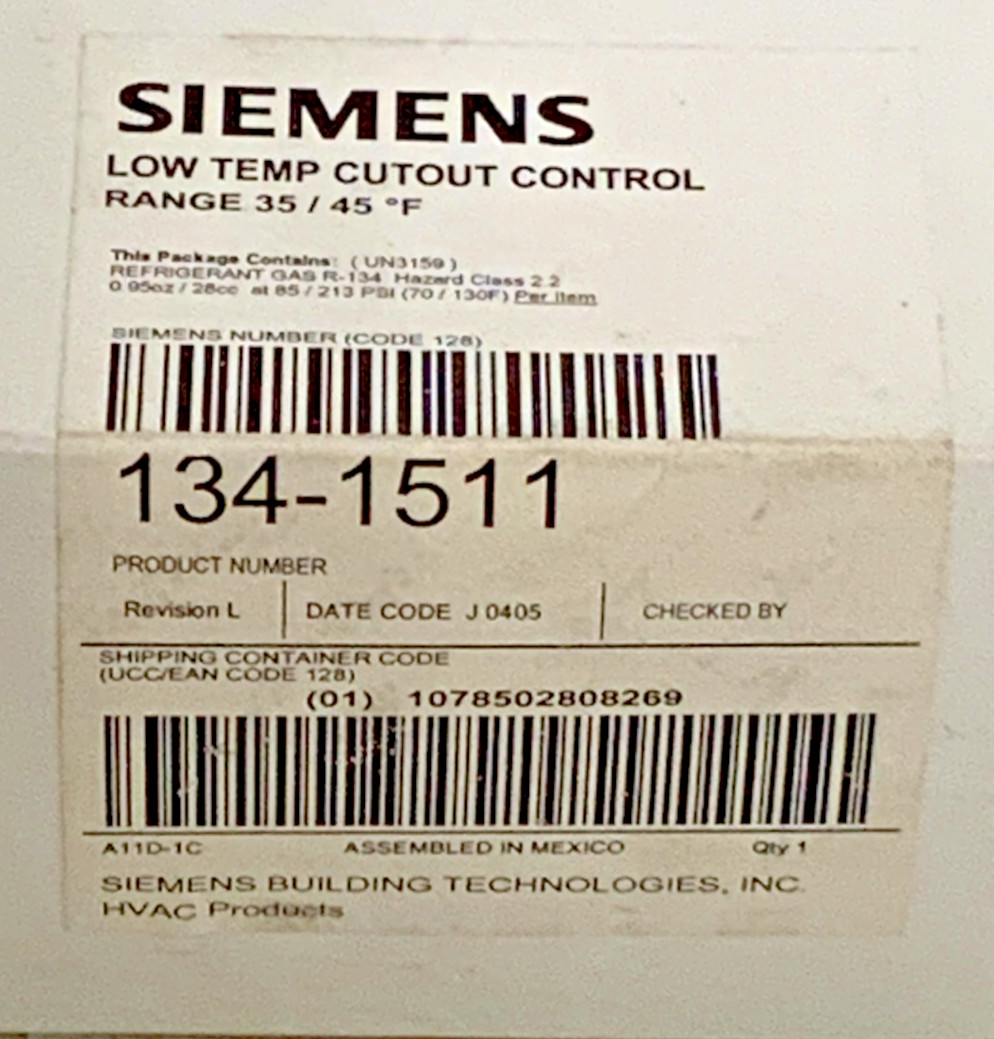 SIEMENS
LOW TEMP CUTOUT CONTROL
RANGE 35 / 45 °F
This Package Contains: ( UN3159 )
REFRIGERANT GAS R-134 Hazard Class 2.2
0.95oz / 28cc at 85 / 213 PSI (70 / 130F) Per Item
SIEMENS NUMBER (CODE 128)
134-1511
PRODUCT NUMBER
Revision L DATE CODE J 0405 CHECKED BY
SHIPPING CONTAINER CODE
(UCC/EAN CODE 128)
(01) 1078502808269
A11D-1C ASSEMBLED IN MEXICO Qty 1
SIEMENS BUILDING TECHNOLOGIES, INC.
HVAC Products